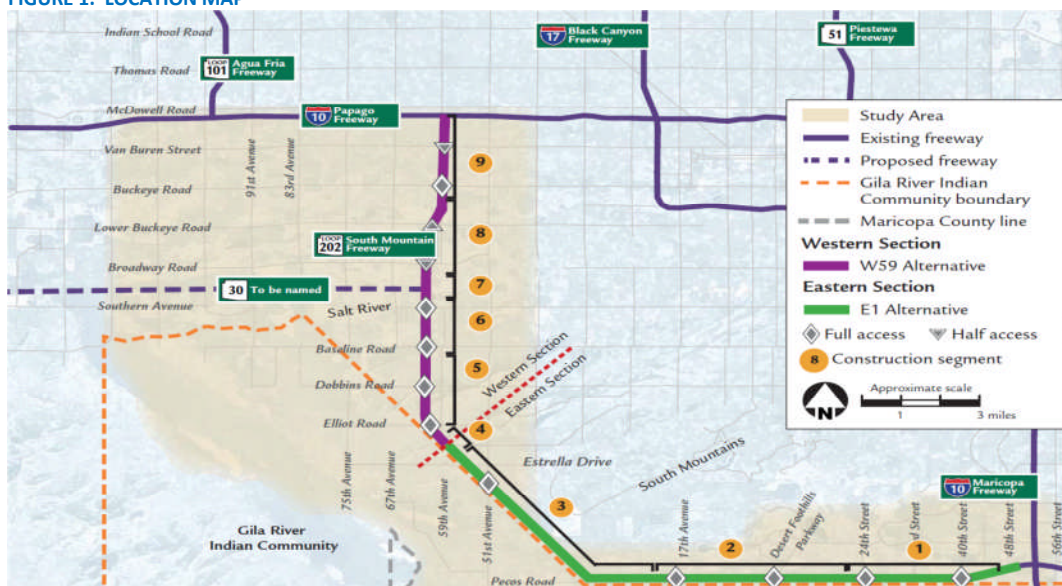 FIGURE 1. LOCATION MAP
Indian School Road
Thomas Road
McDowell Road
Van Buren Street
Buckeye Road
Lower Buckeye Road
Broadway Road
Southern Avenue
Baseline Road
Dobbins Road
Elliot Road
LOOP
101
Agua Fria
Freeway
10
Papago
Freeway
17
Black Canyon
Freeway
51
Piestewa
Freeway
91st Avenue
83rd Avenue
LOOP
202
South Mountain
Freeway
30 To be named
Salt River
9
8
7
6
5
4
3
2
1
Western Section
Eastern Section
Estrella Drive
South Mountains
75th Avenue
67th Avenue
59th Avenue
51st Avenue
17th Avenue
Desert Foothills
Parkway
24th Street
40th Street
48th Street
56th Street
10
Maricopa
Freeway
Gila River
Indian Community
Pecos Road
Study Area
Existing freeway
Proposed freeway
Gila River Indian
Community boundary
Maricopa County line
Western Section
W59 Alternative
Eastern Section
E1 Alternative
Full access
Half access
8 Construction segment
N
Approximate scale
1
3 miles